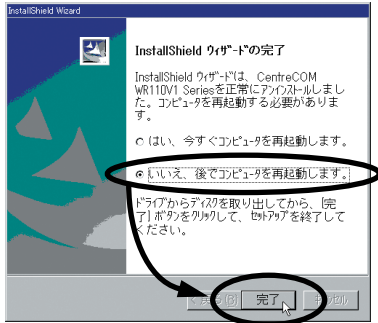 InstallShield Wizard
InstallShield ｳｨｻﾞｰﾄﾞの完了
InstallShield ｳｨｻﾞｰﾄﾞは、CentreCOM
WR110V1 Seriesを正常にｱﾝｲﾝｽﾄｰﾙしまし
た。ｺﾝﾋﾟｭｰﾀを再起動する必要がありま
す。
はい、今すぐｺﾝﾋﾟｭｰﾀを再起動します。
いいえ、後でｺﾝﾋﾟｭｰﾀを再起動します。
ﾄﾞﾗｲﾌﾞからﾃﾞｨｽｸを取り出してから、[完
了] ﾎﾞﾀﾝをｸﾘｯｸして、ｾｯﾄｱｯﾌﾟを終了して
ください。
完了